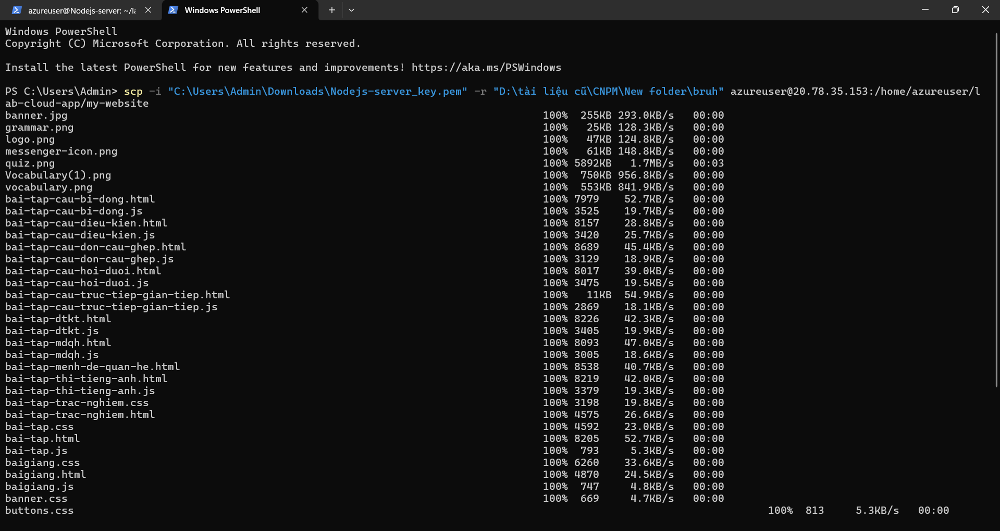 azureuser@Nodejs-server: ~/la
Windows PowerShell
Windows PowerShell
Copyright (C) Microsoft Corporation. All rights reserved.
Install the latest PowerShell for new features and improvements! https://aka.ms/PSWindows
PS C:\Users\Admin> scp -i "C:\Users\Admin\Downloads\Nodejs-server_key.pem" -r "D:\tài liệu cũ\CNPM\New folder\bruh" azureuser@20.78.35.153:/home/azureuser/l
ab-cloud-app/my-website
banner.jpg 100% 255KB 293.0KB/s 00:00
grammar.png 100% 25KB 128.3KB/s 00:00
logo.png 100% 47KB 124.8KB/s 00:00
messenger-icon.png 100% 61KB 148.8KB/s 00:00
quiz.png 100% 5892KB 1.7MB/s 00:03
Vocabulary(1).png 100% 750KB 956.8KB/s 00:00
vocabulary.png 100% 553KB 841.9KB/s 00:00
bai-tap-cau-bi-dong.html 100% 7979 52.7KB/s 00:00
bai-tap-cau-bi-dong.js 100% 3525 19.7KB/s 00:00
bai-tap-cau-dieu-kien.html 100% 8157 28.8KB/s 00:00
bai-tap-cau-dieu-kien.js 100% 3420 25.7KB/s 00:00
bai-tap-cau-don-cau-ghep.html 100% 8689 45.4KB/s 00:00
bai-tap-cau-don-cau-ghep.js 100% 3129 18.9KB/s 00:00
bai-tap-cau-hoi-duoi.html 100% 8017 39.0KB/s 00:00
bai-tap-cau-hoi-duoi.js 100% 3475 19.5KB/s 00:00
bai-tap-cau-truc-tiep-gian-tiep.html 100% 11KB 54.9KB/s 00:00
bai-tap-cau-truc-tiep-gian-tiep.js 100% 2869 18.1KB/s 00:00
bai-tap-dtkt.html 100% 8226 42.3KB/s 00:00
bai-tap-dtkt.js 100% 3405 19.9KB/s 00:00
bai-tap-mdqh.html 100% 8093 47.0KB/s 00:00
bai-tap-mdqh.js 100% 3005 18.6KB/s 00:00
bai-tap-menh-de-quan-he.html 100% 8538 40.7KB/s 00:00
bai-tap-thi-tieng-anh.html 100% 8219 42.0KB/s 00:00
bai-tap-thi-tieng-anh.js 100% 3379 19.3KB/s 00:00
bai-tap-trac-nghiem.css 100% 3198 19.8KB/s 00:00
bai-tap-trac-nghiem.html 100% 4575 26.6KB/s 00:00
bai-tap.css 100% 4592 23.0KB/s 00:00
bai-tap.html 100% 8205 52.7KB/s 00:00
bai-tap.js 100% 793 5.3KB/s 00:00
baigiang.css 100% 6260 33.6KB/s 00:00
baigiang.html 100% 4870 24.5KB/s 00:00
baigiang.js 100% 747 4.8KB/s 00:00
banner.css 100% 669 4.7KB/s 00:00
buttons.css 100% 813 5.3KB/s 00:00